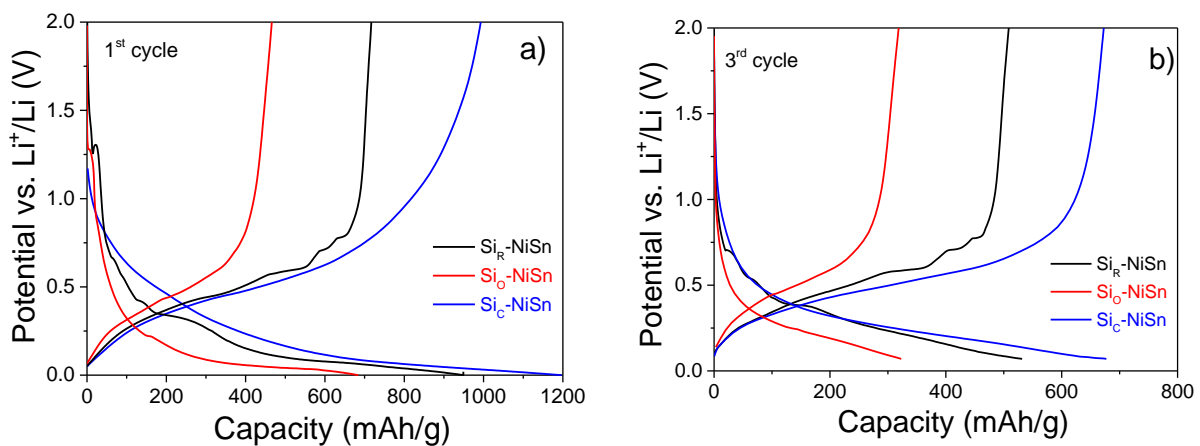 1st cycle
a)
Potential vs. Li+/Li (V)
2.0
1.5
1.0
0.5
0.0
SiR-NiSn
SiO-NiSn
SiC-NiSn
0 200 400 600 800 1000 1200
Capacity (mAh/g)
3rd cycle
b)
Potential vs. Li+/Li (V)
2.0
1.5
1.0
0.5
0.0
SiR-NiSn
SiO-NiSn
SiC-NiSn
0 200 400 600 800
Capacity (mAh/g)